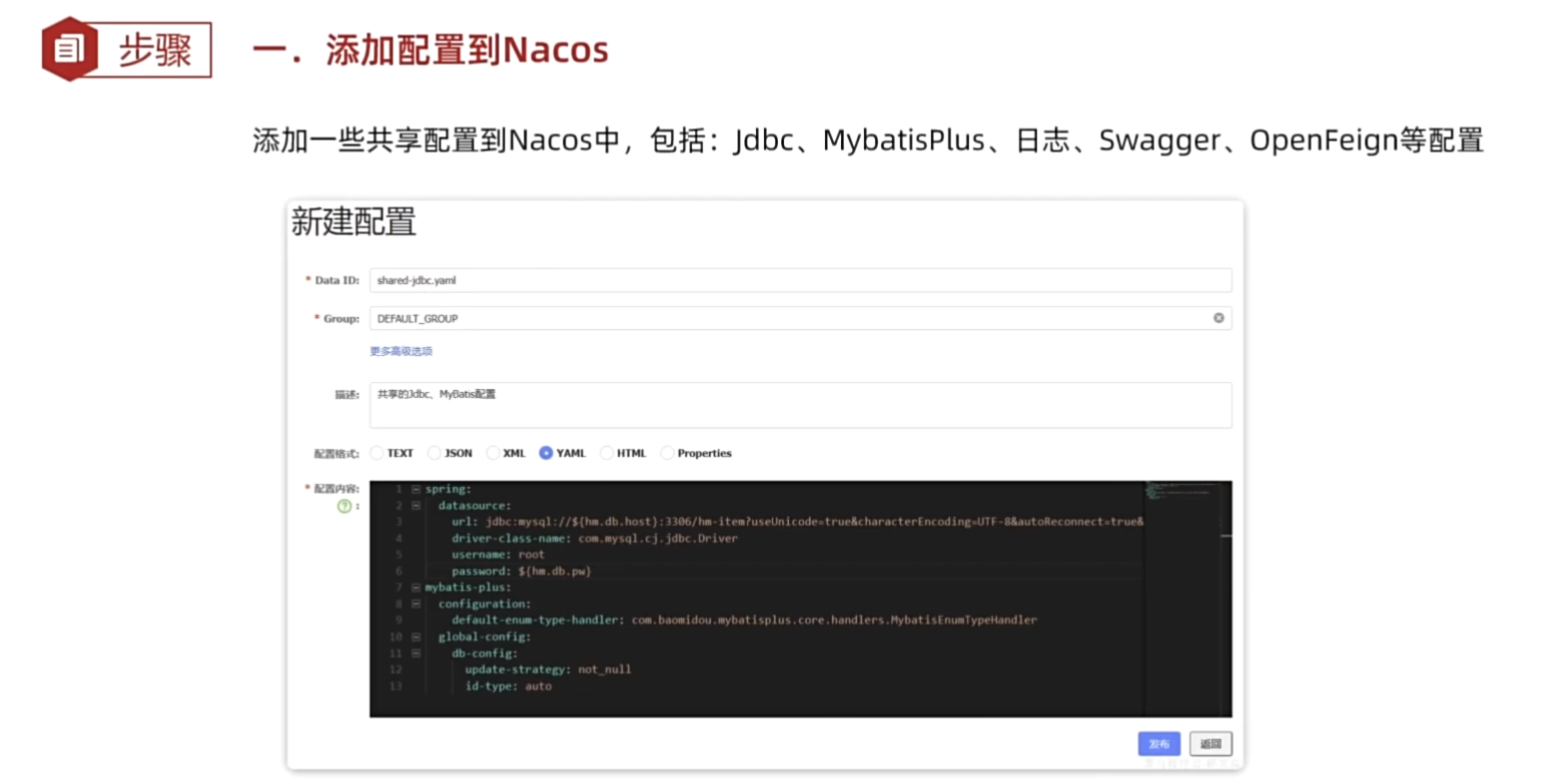 步骤
一. 添加配置到Nacos
添加一些共享配置到Nacos中，包括：Jdbc、MybatisPlus、日志、Swagger、OpenFeign等配置
新建配置
* Data ID: shared-jdbc.yaml
* Group: DEFAULT_GROUP
更多高级选项
描述: 共享的Jdbc、MyBatis配置
配置格式: TEXT JSON XML YAML HTML Properties
* 配置内容:
? :
1 spring:
2 datasource:
3 url: jdbc:mysql://${hm.db.host}:3306/hm-item?useUnicode=true&characterEncoding=UTF-8&autoReconnect=true&
4 driver-class-name: com.mysql.cj.jdbc.Driver
5 username: root
6 password: ${hm.db.pw}
7 mybatis-plus:
8 configuration:
9 default-enum-type-handler: com.baomidou.mybatisplus.core.handlers.MybatisEnumTypeHandler
10 global-config:
11 db-config:
12 update-strategy: not_null
13 id-type: auto
发布 返回